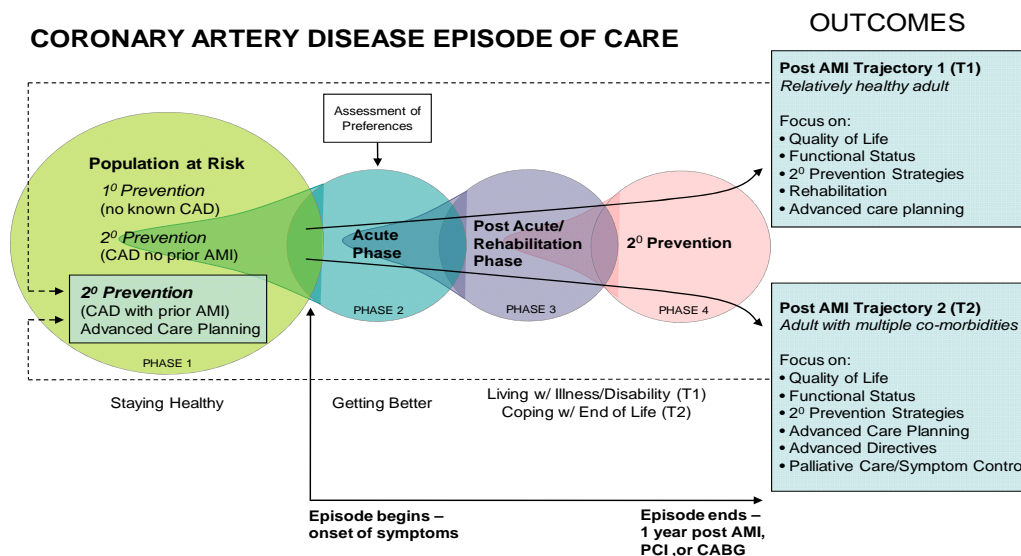 OUTCOMES
CORONARY ARTERY DISEASE EPISODE OF CARE
Assessment of
Preferences
Population at Risk
1⁰ Prevention
(no known CAD)
2⁰ Prevention
(CAD no prior AMI)
2⁰ Prevention
(CAD with prior AMI)
Advanced Care Planning
PHASE 1
Acute
Phase
PHASE 2
Post Acute/
Rehabilitation
Phase
PHASE 3
2⁰ Prevention
PHASE 4
Staying Healthy
Getting Better
Living w/ Illness/Disability (T1)
Coping w/ End of Life (T2)
Episode begins –
onset of symptoms
Episode ends –
1 year post AMI,
PCI ,or CABG
Post AMI Trajectory 1 (T1)
Relatively healthy adult
Focus on:
• Quality of Life
• Functional Status
• 2⁰ Prevention Strategies
• Rehabilitation
• Advanced care planning
Post AMI Trajectory 2 (T2)
Adult with multiple co-morbidities
Focus on:
• Quality of Life
• Functional Status
• 2⁰ Prevention Strategies
• Advanced Care Planning
• Advanced Directives
• Palliative Care/Symptom Contro